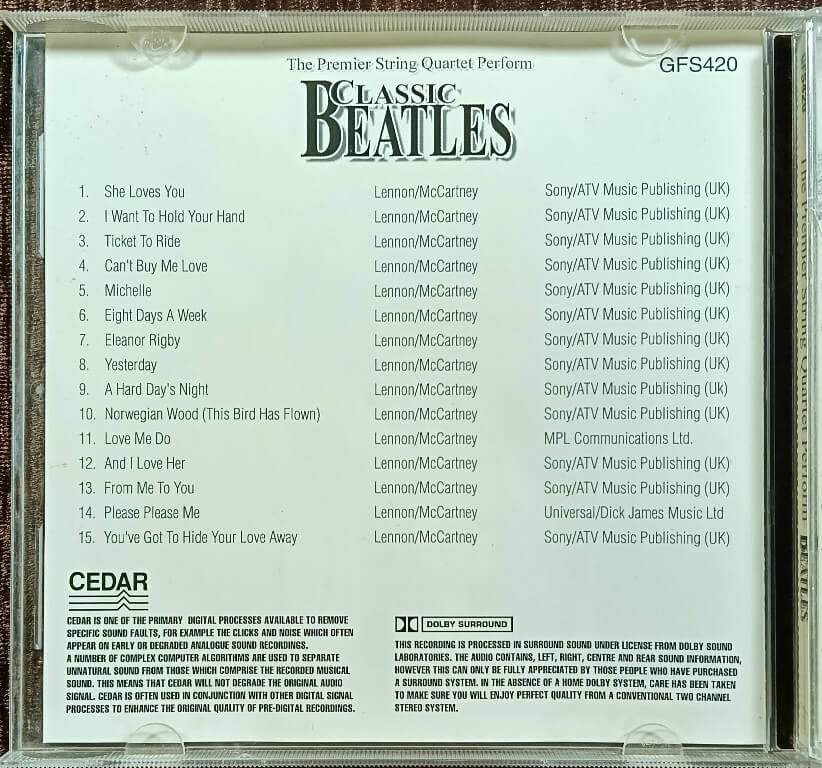 The Premier String Quartet Perform
GFS420
CLASSIC
BEATLES
1. She Loves You Lennon/McCartney Sony/ATV Music Publishing (UK)
2. I Want To Hold Your Hand Lennon/McCartney Sony/ATV Music Publishing (UK)
3. Ticket To Ride Lennon/McCartney Sony/ATV Music Publishing (UK)
4. Can't Buy Me Love Lennon/McCartney Sony/ATV Music Publishing (UK)
5. Michelle Lennon/McCartney Sony/ATV Music Publishing (UK)
6. Eight Days A Week Lennon/McCartney Sony/ATV Music Publishing (UK)
7. Eleanor Rigby Lennon/McCartney Sony/ATV Music Publishing (UK)
8. Yesterday Lennon/McCartney Sony/ATV Music Publishing (UK)
9. A Hard Day's Night Lennon/McCartney Sony/ATV Music Publishing (Uk)
10. Norwegian Wood (This Bird Has Flown) Lennon/McCartney Sony/ATV Music Publishing (UK)
11. Love Me Do Lennon/McCartney MPL Communications Ltd.
12. And I Love Her Lennon/McCartney Sony/ATV Music Publishing (UK)
13. From Me To You Lennon/McCartney Sony/ATV Music Publishing (UK)
14. Please Please Me Lennon/McCartney Universal/Dick James Music Ltd
15. You've Got To Hide Your Love Away Lennon/McCartney Sony/ATV Music Publishing (UK)
CEDAR
CEDAR IS ONE OF THE PRIMARY DIGITAL PROCESSES AVAILABLE TO REMOVE
SPECIFIC SOUND FAULTS, FOR EXAMPLE THE CLICKS AND NOISE WHICH OFTEN
APPEAR ON EARLY OR DEGRADED ANALOGUE SOUND RECORDINGS.
A NUMBER OF COMPLEX COMPUTER ALGORITHMS ARE USED TO SEPARATE
UNNATURAL SOUND FROM THOSE WHICH COMPRISE THE RECORDED MUSICAL
SOUND. THIS MEANS THAT CEDAR WILL NOT DEGRADE THE ORIGINAL AUDIO
SIGNAL. CEDAR IS OFTEN USED IN CONJUNCTION WITH OTHER DIGITAL SIGNAL
PROCESSES TO ENHANCE THE ORIGINAL QUALITY OF PRE-DIGITAL RECORDINGS.
DOLBY SURROUND
THIS RECORDING IS PROCESSED IN SURROUND SOUND UNDER LICENSE FROM DOLBY SOUND
LABORATORIES. THE AUDIO CONTAINS, LEFT, RIGHT, CENTRE AND REAR SOUND INFORMATION,
HOWEVER THIS CAN ONLY BE FULLY APPRECIATED BY THOSE PEOPLE WHO HAVE PURCHASED
A SURROUND SYSTEM. IN THE ABSENCE OF A HOME DOLBY SYSTEM, CARE HAS BEEN TAKEN
TO MAKE SURE YOU WILL ENJOY PERFECT QUALITY FROM A CONVENTIONAL TWO CHANNEL
STEREO SYSTEM.
GFS420 The Premier String Quartet Perform BEATLES